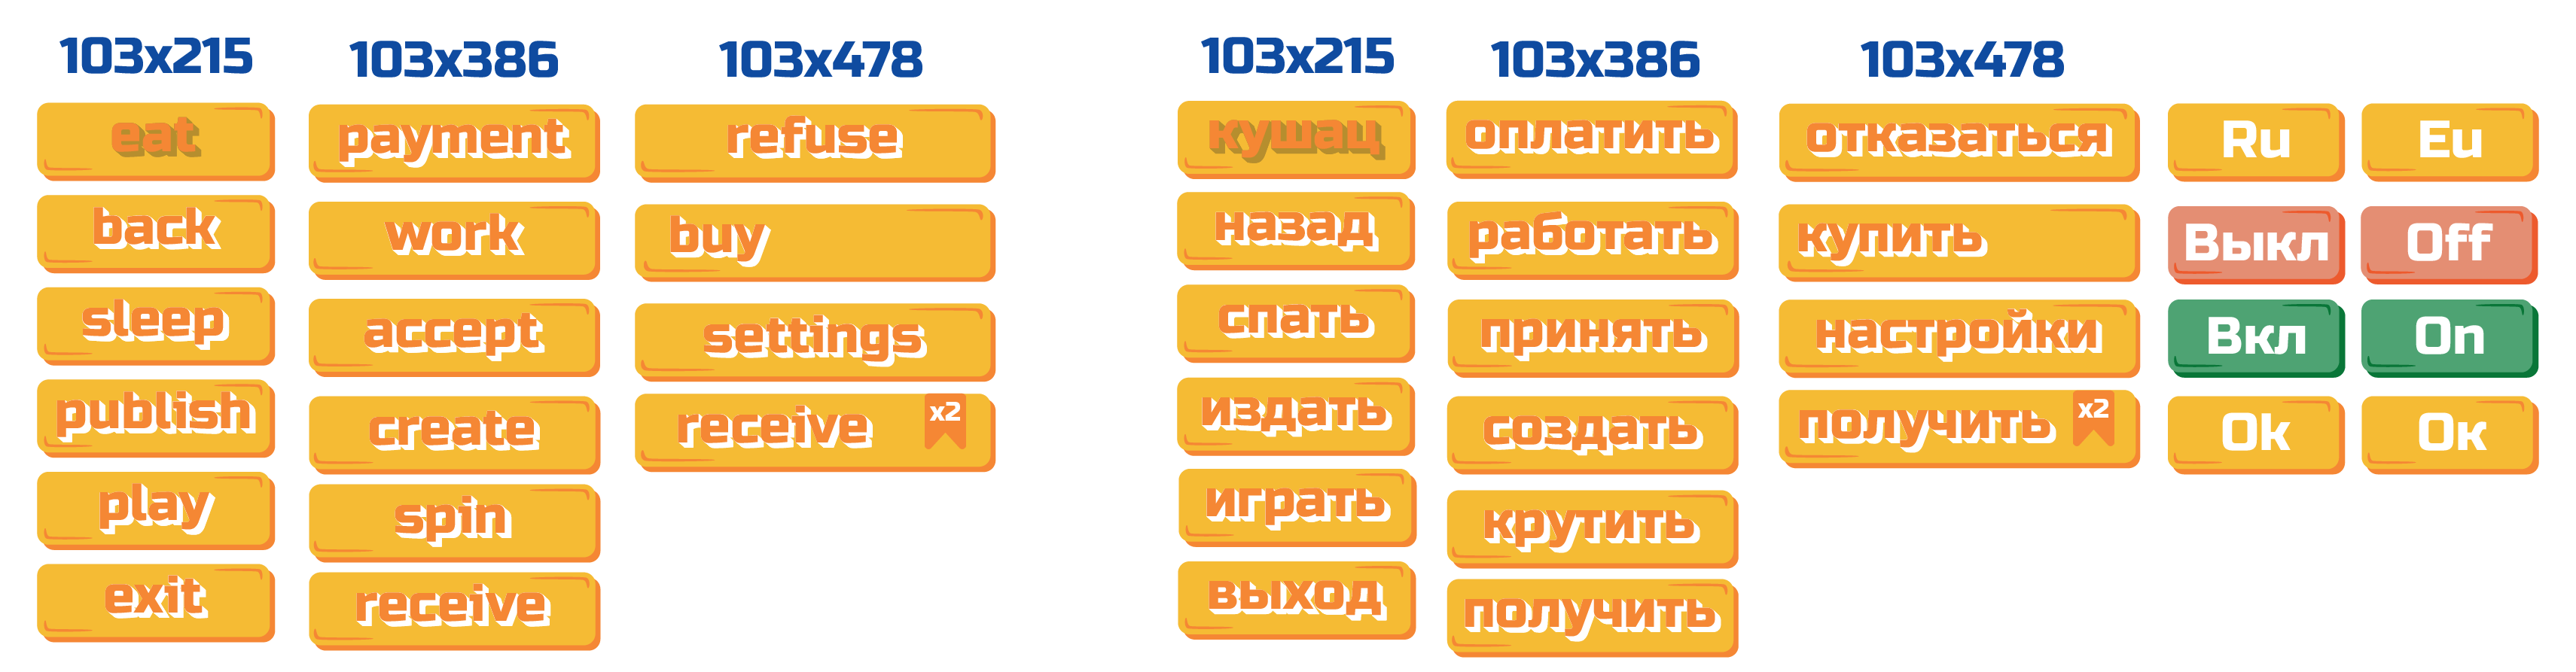 103x215
eat
back
sleep
publish
play
exit
103x386
payment
work
accept
create
spin
receive
103x478
refuse
buy
settings
receive x2
103x215
кушац
назад
спать
издать
играть
выход
103x386
оплатить
работать
принять
создать
крутить
получить
103x478
отказаться
купить
настройки
получить x2
Ru
Выкл
Вкл
Ok
Eu
Off
On
Ок